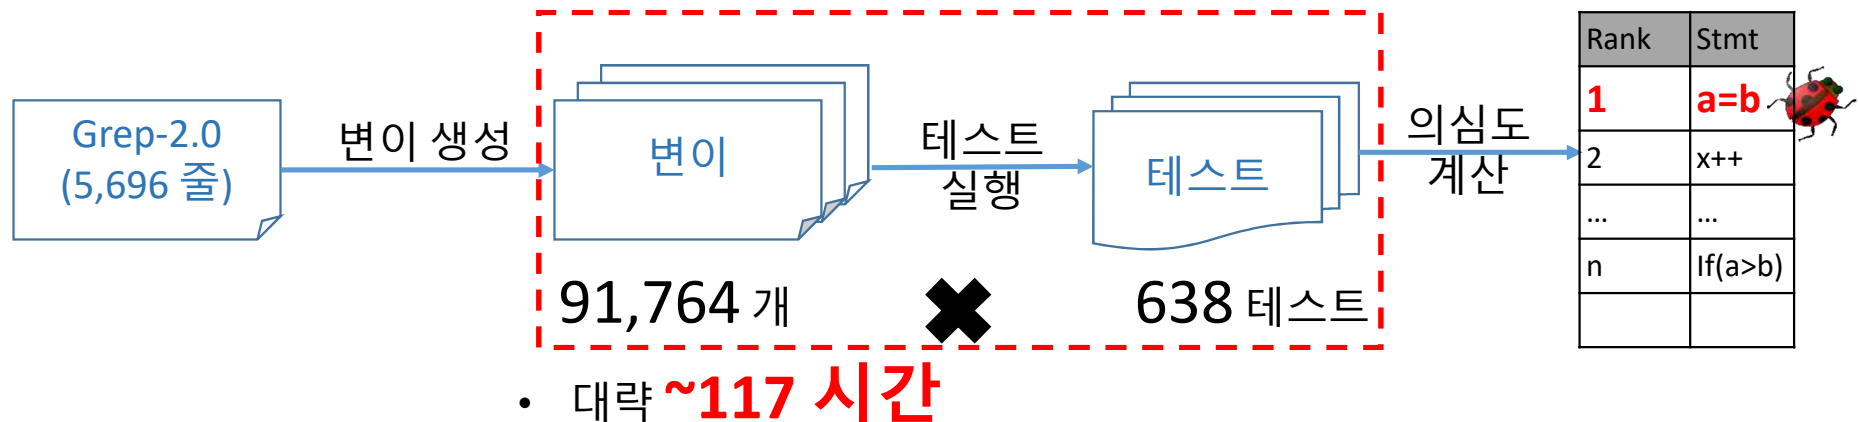 Grep-2.0
(5,696 줄)
변이 생성
변이
테스트
실행
테스트
의심도
계산
91,764 개
638 테스트
• 대략 ~117 시간
Rank Stmt
1 a=b
2 x++
... ...
n If(a>b)